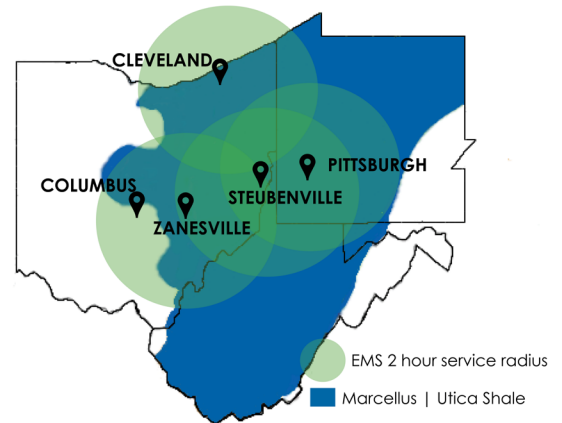 CLEVELAND
PITTSBURGH
COLUMBUS
STEUBENVILLE
ZANESVILLE
EMS 2 hour service radius
Marcellus | Utica Shale